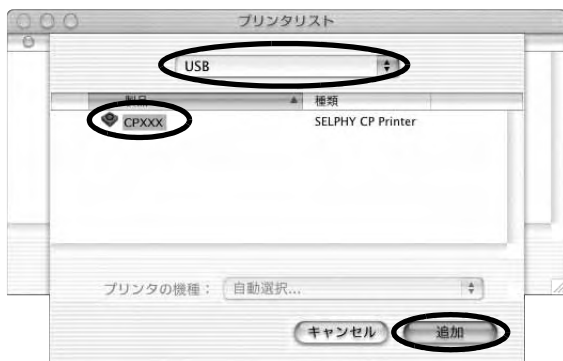 プリンタリスト
USB
製品 種類
CPXXX SELPHY CP Printer
プリンタの機種： 自動選択...
キャンセル 追加